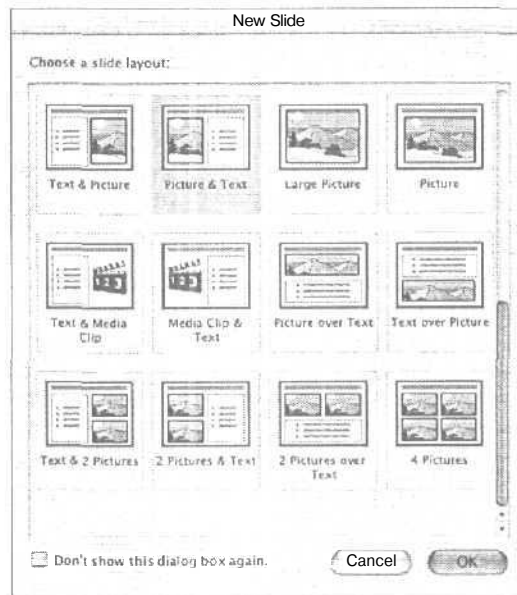 New Slide
Choose a slide layout:
Text & Picture
Picture & Text
Large Picture
Picture
Text & Media
Clip
Media Clip &
Text
Picture over Text
Text over Picture
Text & 2 Pictures
2 Pictures & Text
2 Pictures over
Text
4 Pictures
Don't show this dialog box again.
Cancel
OK